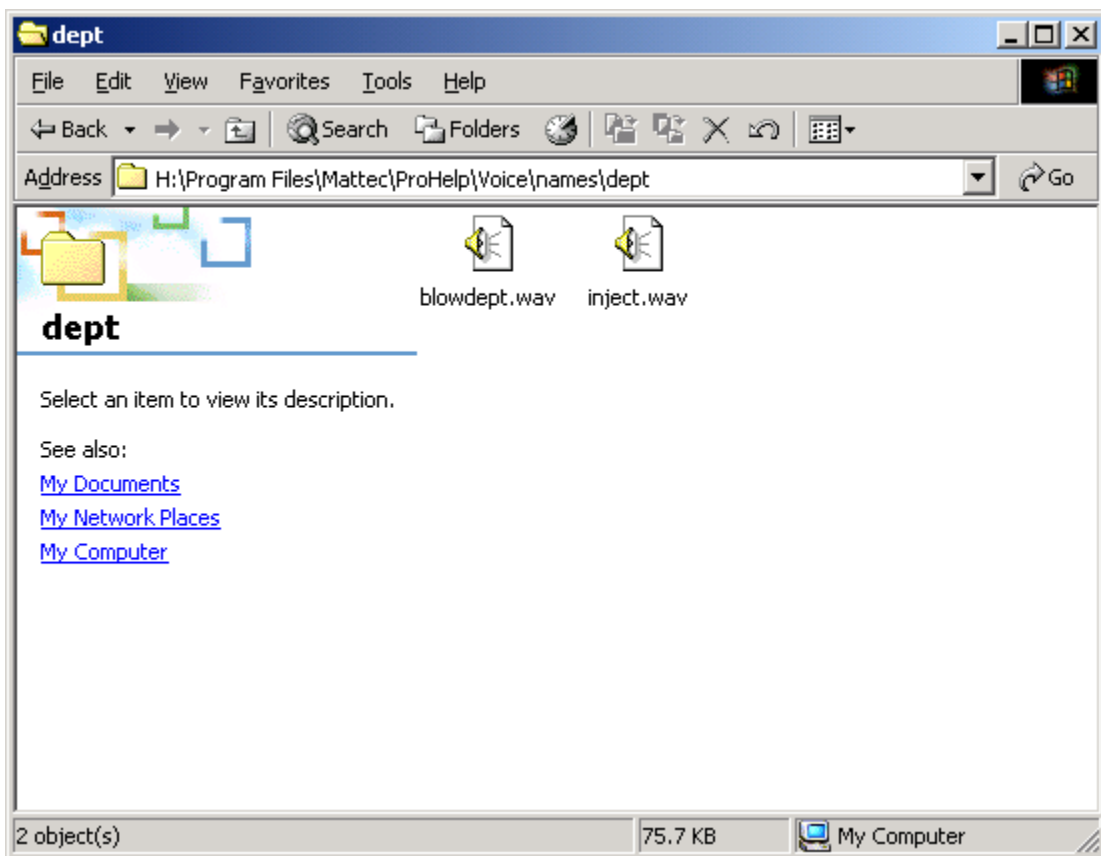 dept
File Edit View Favorites Tools Help
Back Search Folders
Address H:\Program Files\Mattec\ProHelp\Voice\names\dept Go
blowdept.wav inject.wav
dept
Select an item to view its description.
See also:
My Documents
My Network Places
My Computer
2 object(s) 75.7 KB My Computer